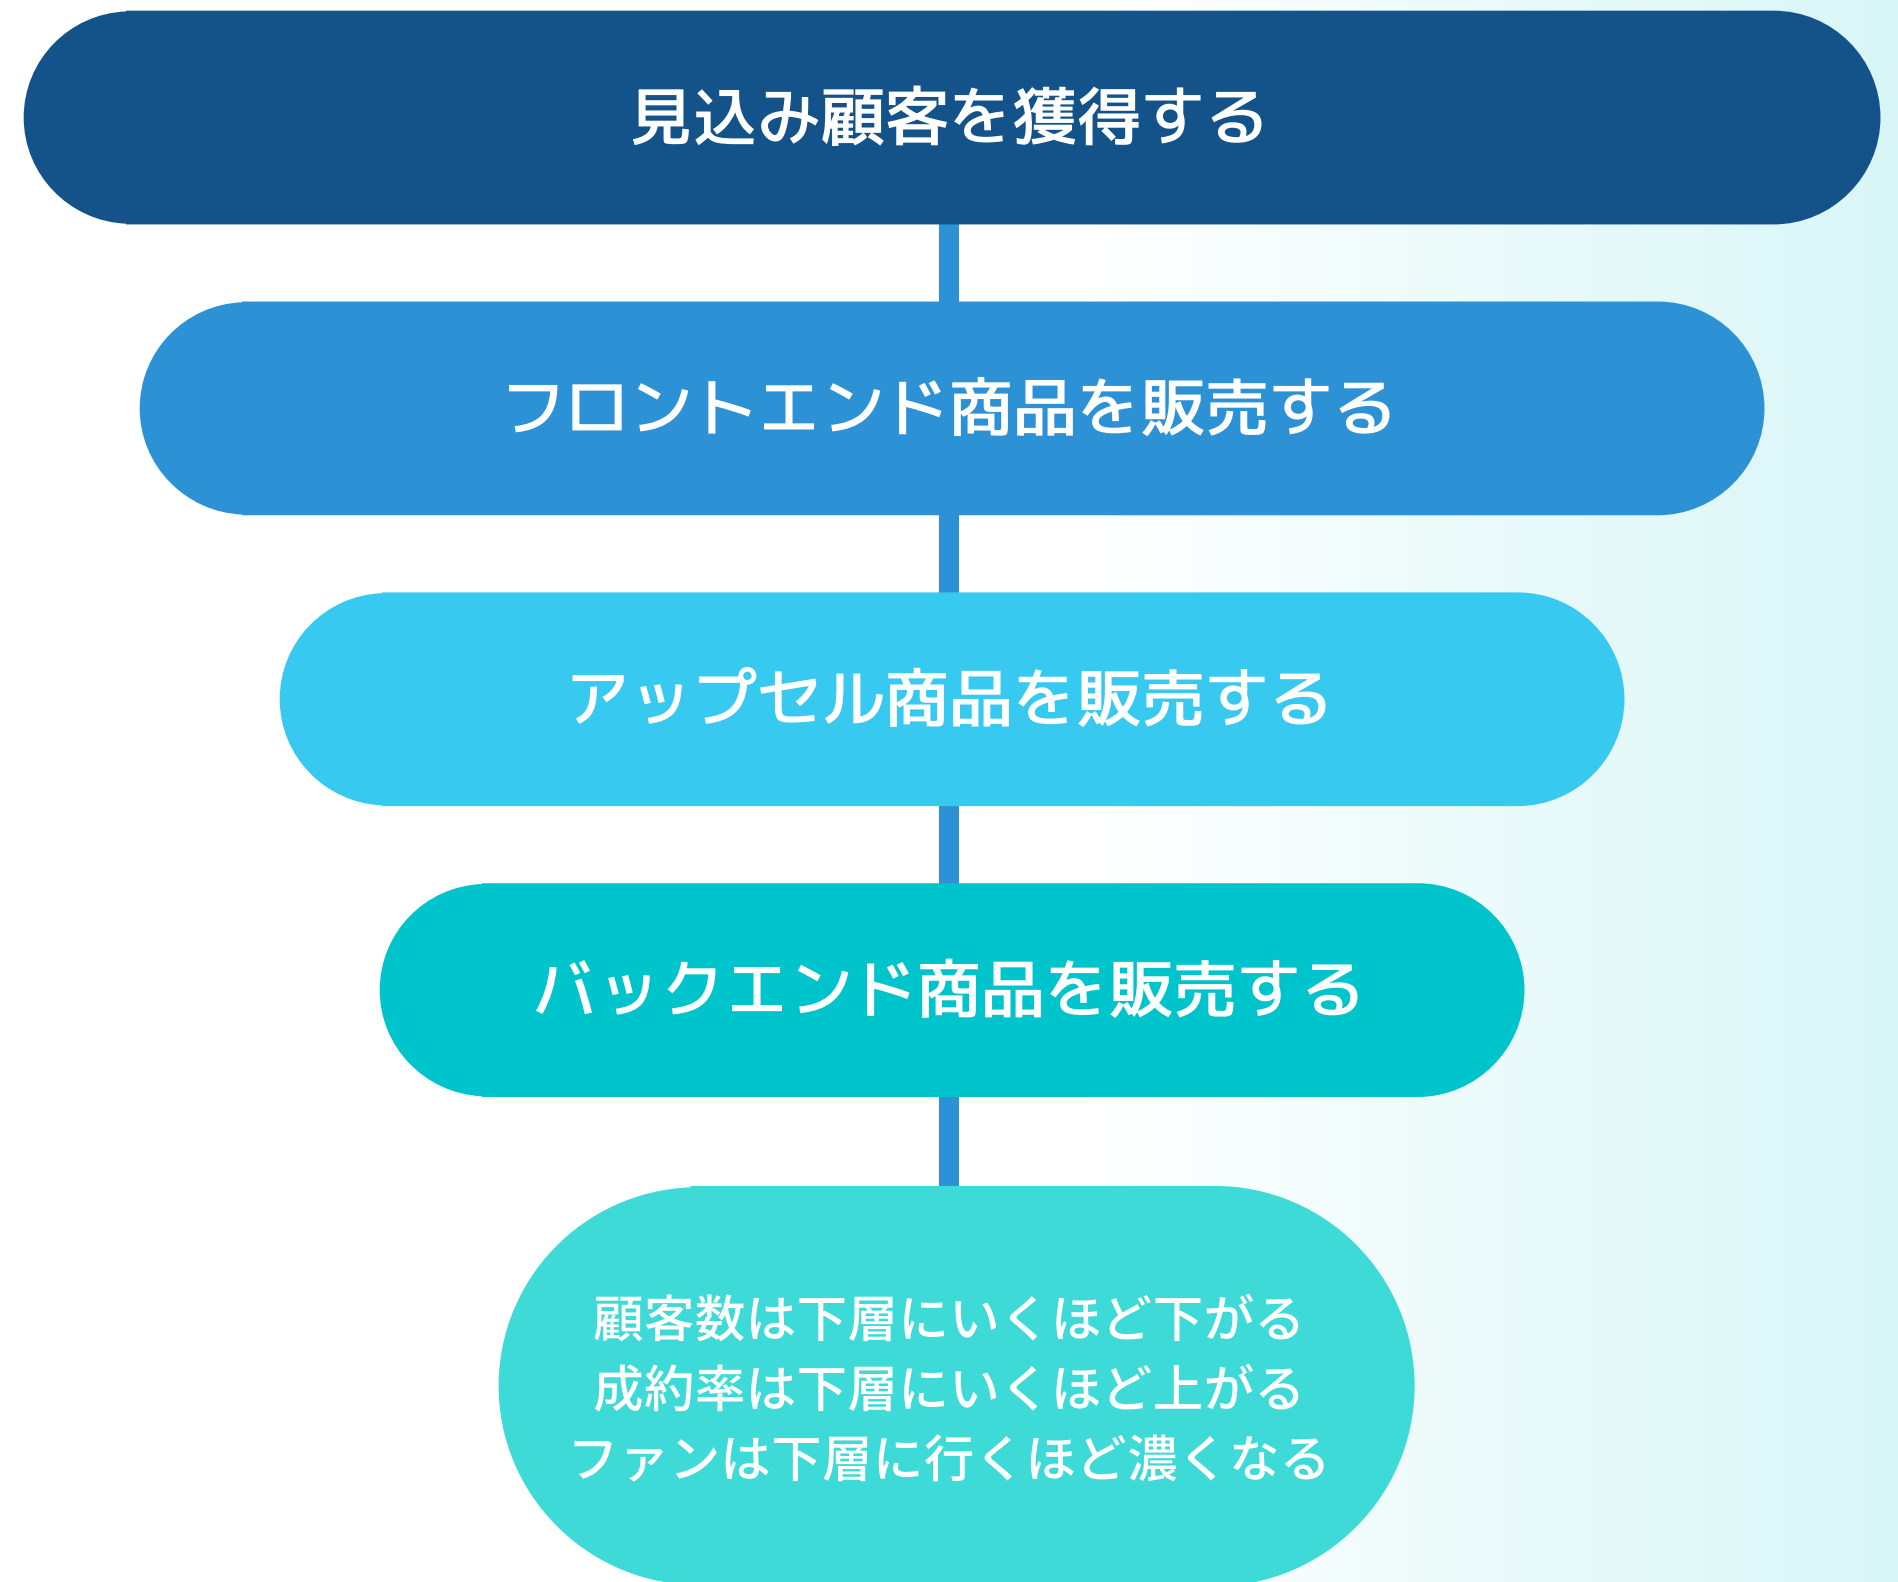 見込み顧客を獲得する
フロントエンド商品を販売する
アップセル商品を販売する
バックエンド商品を販売する
顧客数は下層にいくほど下がる
成約率は下層にいくほど上がる
ファンは下層に行くほど濃くなる